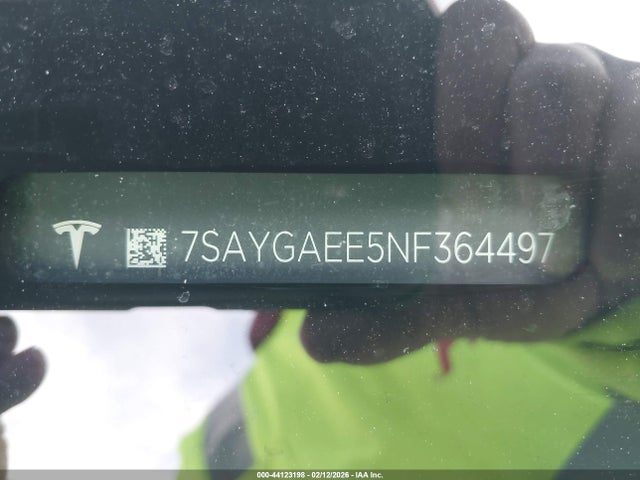 7SAYGAEE5NF364497
000-44123198 - 02/12/2026 - IAA Inc.